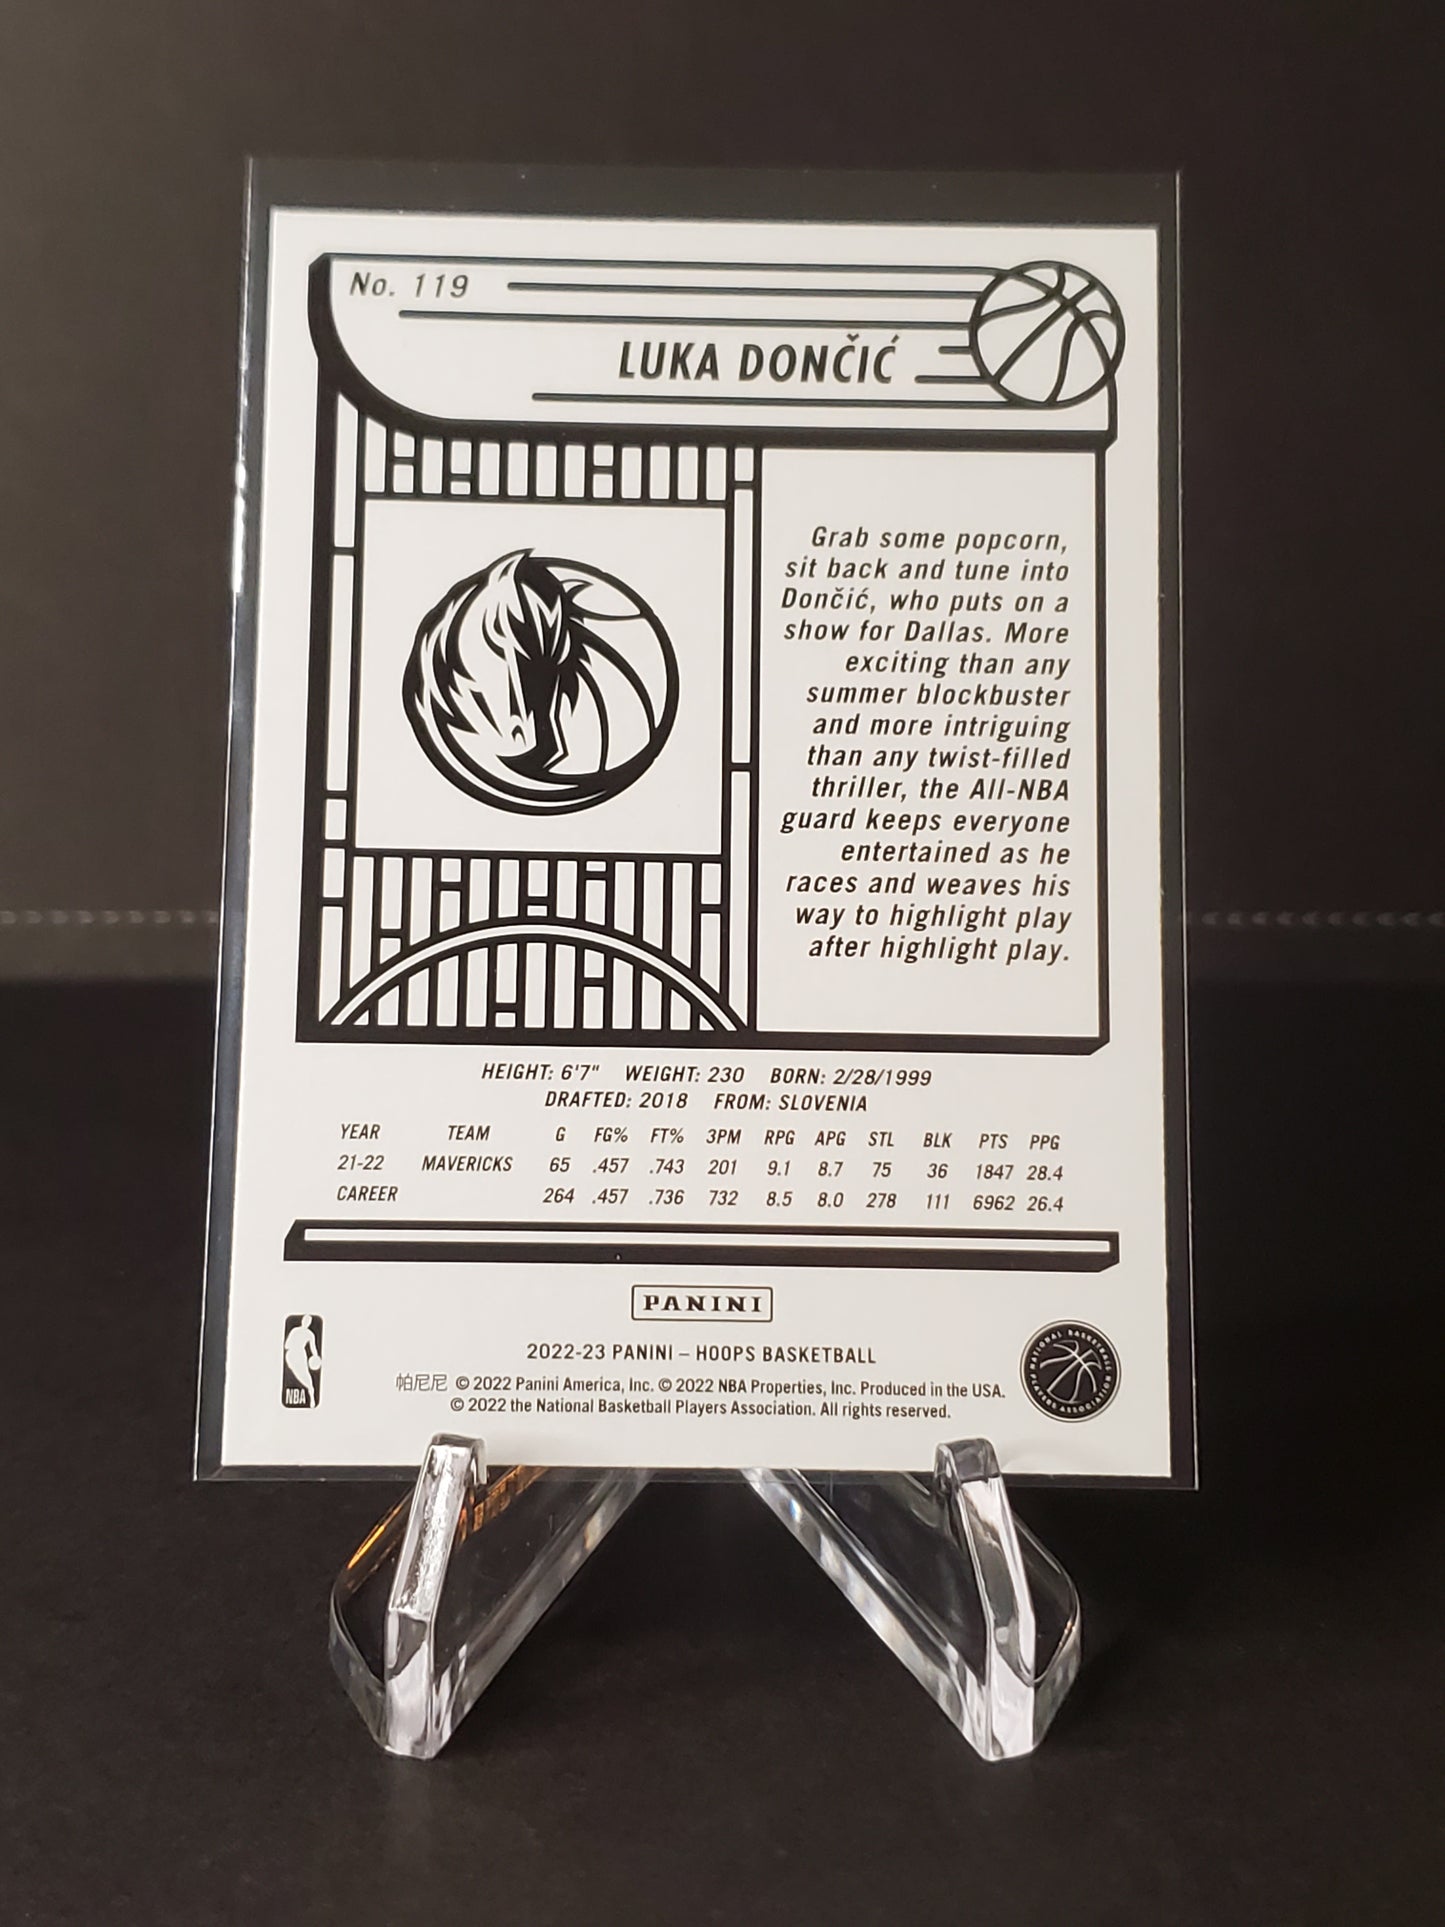 No. 119
LUKA DONČIĆ
Grab some popcorn,
sit back and tune into
Dončić, who puts on a
show for Dallas. More
exciting than any
summer blockbuster
and more intriguing
than any twist-filled
thriller, the All-NBA
guard keeps everyone
entertained as he
races and weaves his
way to highlight play
after highlight play.
HEIGHT: 6'7" WEIGHT: 230 BORN: 2/28/1999
DRAFTED: 2018 FROM: SLOVENIA
YEAR TEAM G FG% FT% 3PM RPG APG STL BLK PTS PPG
21-22 MAVERICKS 65 .457 .743 201 9.1 8.7 75 36 1847 28.4
CAREER 264 .457 .736 732 8.5 8.0 278 111 6962 26.4
PANINI
2022-23 PANINI – HOOPS BASKETBALL
帕尼尼 © 2022 Panini America, Inc. © 2022 NBA Properties, Inc. Produced in the USA.
© 2022 the National Basketball Players Association. All rights reserved.
NBA
NATIONAL BASKETBALL
PLAYERS ASSOCIATION